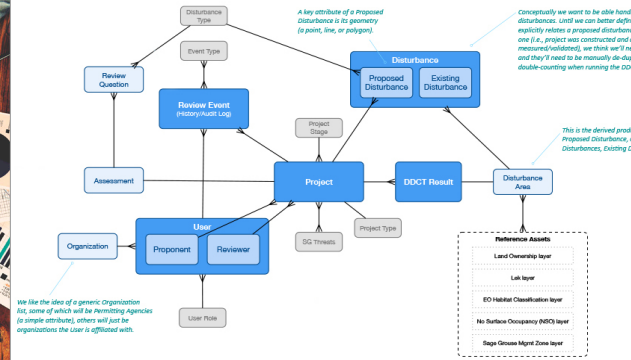 Disturbance
Type
A key attribute of a Proposed
Disturbance is its geometry
(a point, line, or polygon).
Conceptually we want to be able hand
disturbances. Until we can better defin
explicitly relates a proposed disturbanc
one (i.e., project was constructed and
measured/validated), we think we'll ne
and they'll need to be manually de-dup
double-counting when running the DDC
Event Type
Disturbance
Proposed
Disturbance
Existing
Disturbance
Review
Question
Review Event
(History/Audit Log)
Project
Stage
This is the derived prod
Proposed Disturbance,
Disturbances, Existing D
Assessment
Project
DDCT Result
Disturbance
Area
User
Proponent
Reviewer
Organization
SG Threats
Project Type
Reference Assets
Land Ownership layer
Lek layer
EO Habitat Classification layer
No Surface Occupancy (NSO) layer
Sage Grouse Mgmt Zone layer
We like the idea of a generic Organization
list, some of which will be Permitting Agencies
(a simple attribute), others will just be
organizations the User is affiliated with.
User Role